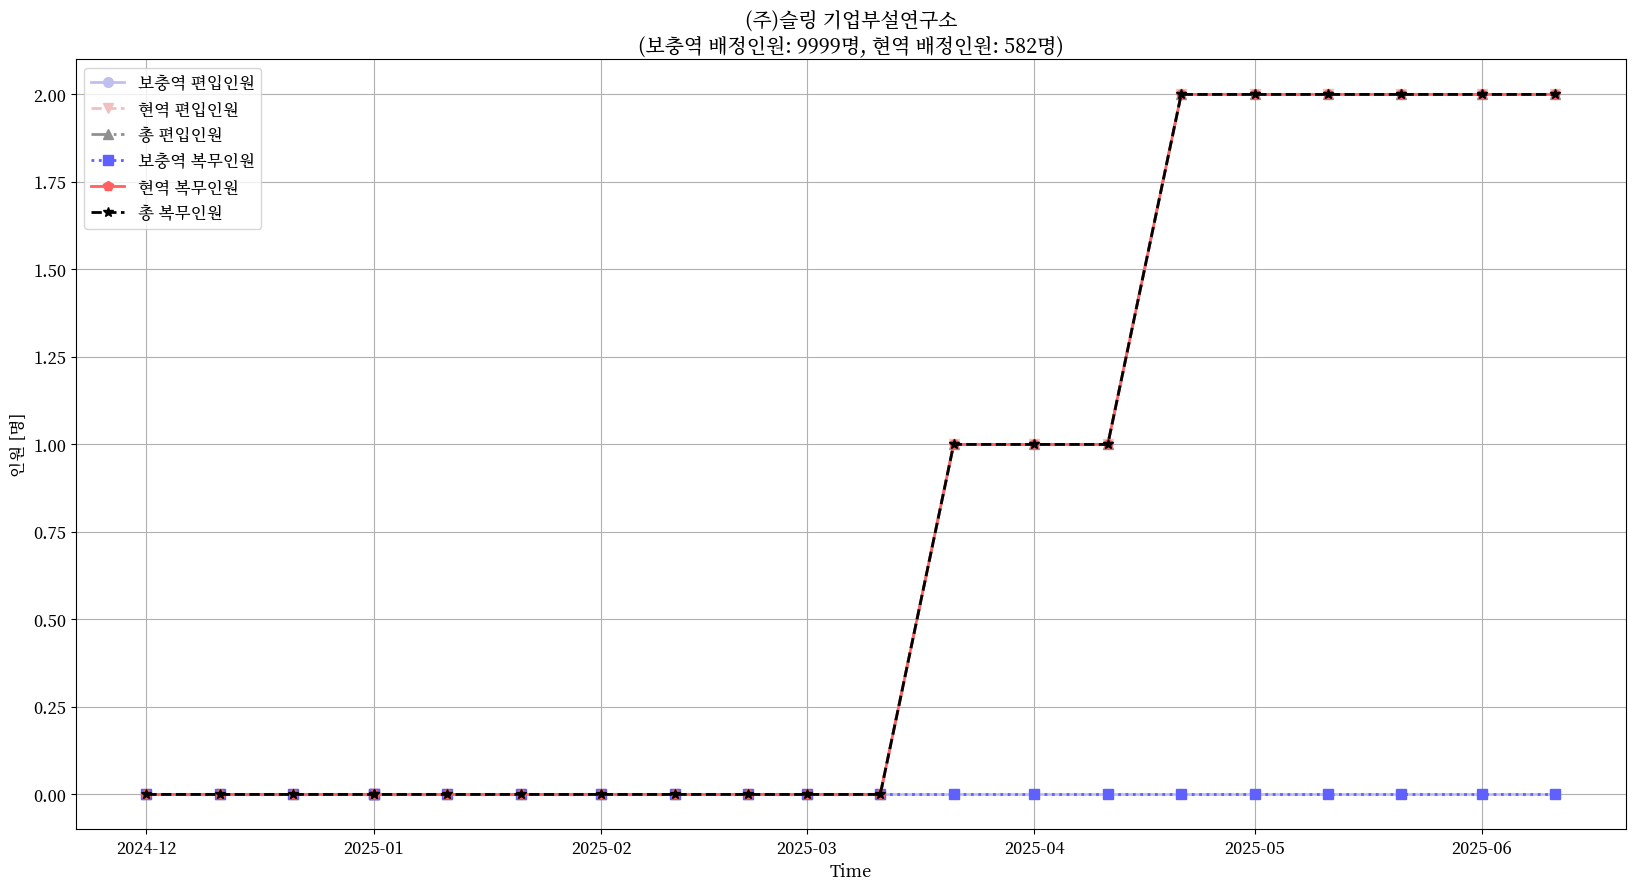 (주)슬링 기업부설연구소
(보충역 배정인원: 9999명, 현역 배정인원: 582명)
보충역 편입인원
현역 편입인원
총 편입인원
보충역 복무인원
현역 복무인원
총 복무인원
인원 [명]
2.00
1.75
1.50
1.25
1.00
0.75
0.50
0.25
0.00
2024-12
2025-01
2025-02
2025-03
2025-04
2025-05
2025-06
Time